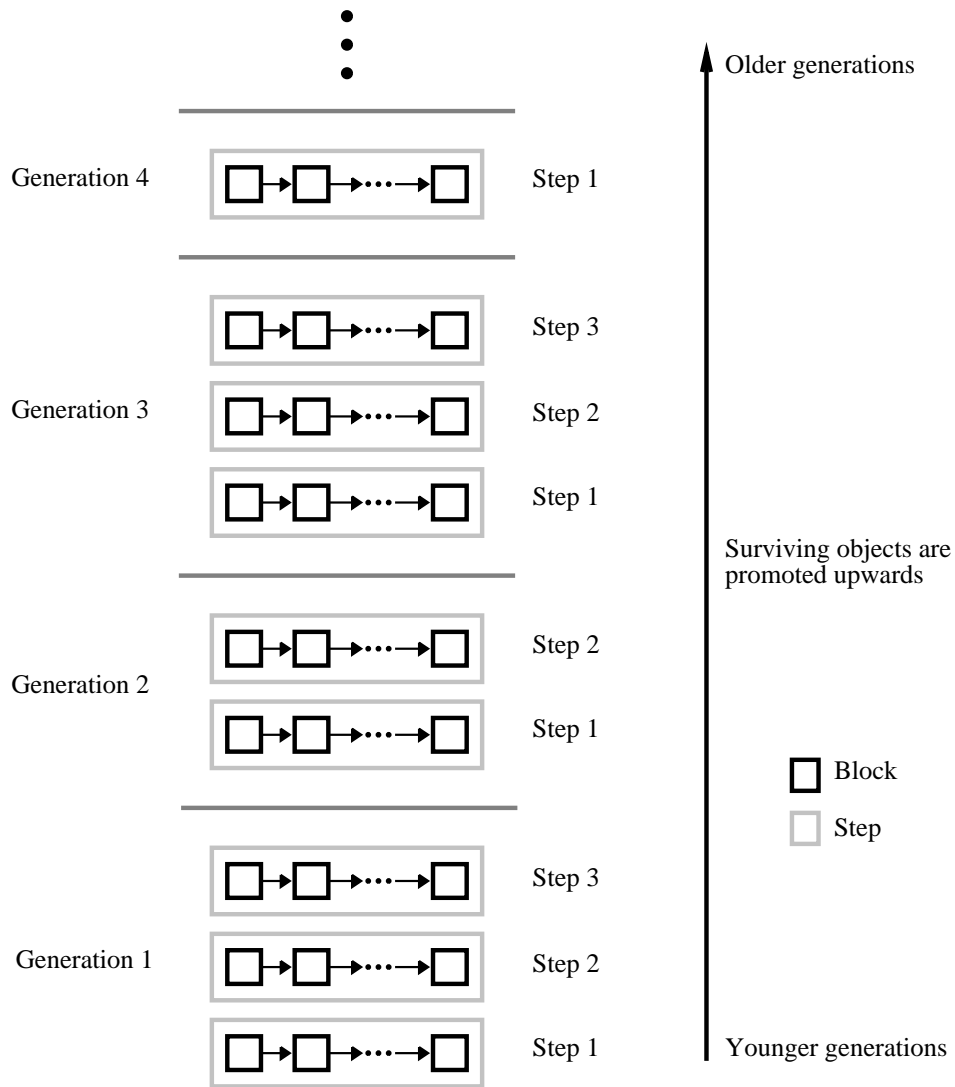 Older generations
Generation 4
Step 1
Step 3
Generation 3
Step 2
Step 1
Surviving objects are
promoted upwards
Step 2
Generation 2
Step 1
Block
Step
Step 3
Generation 1
Step 2
Step 1
Younger generations